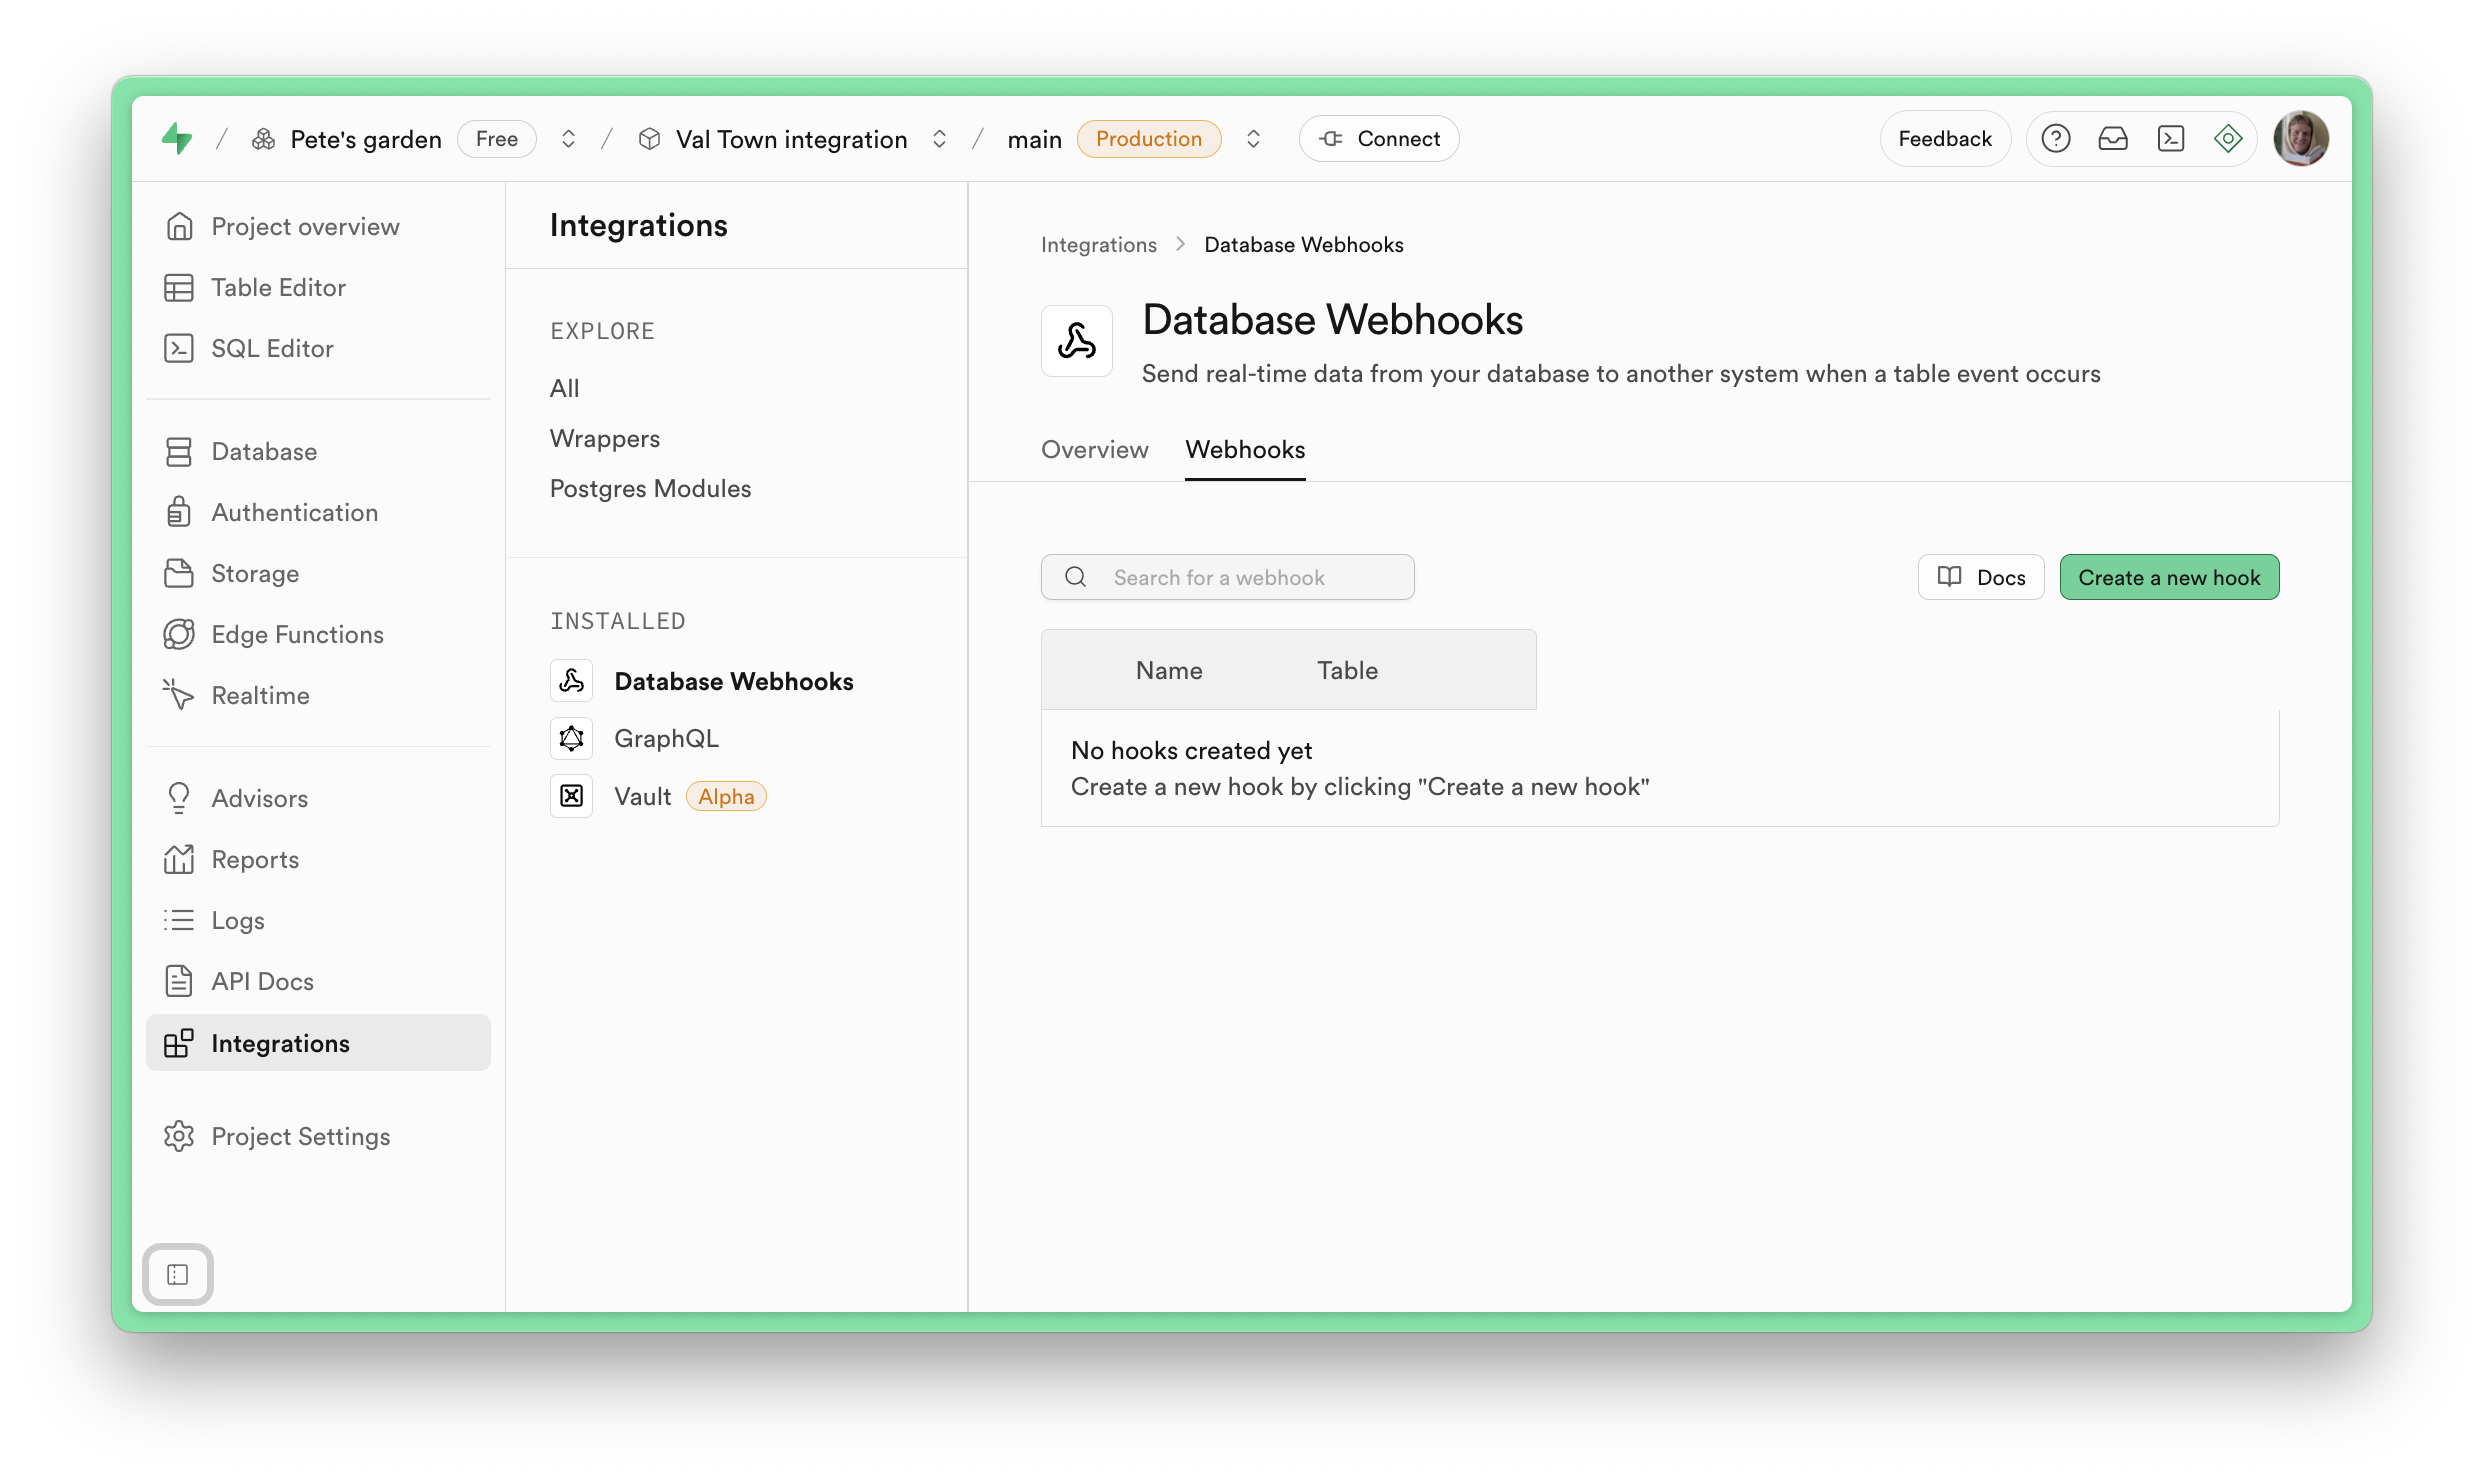 Pete's garden Free Val Town integration main Production Connect Feedback
Project overview
Table Editor
SQL Editor
Database
Authentication
Storage
Edge Functions
Realtime
Advisors
Reports
Logs
API Docs
Integrations
Project Settings
Integrations
EXPLORE
All
Wrappers
Postgres Modules
INSTALLED
Database Webhooks
GraphQL
Vault Alpha
Integrations Database Webhooks
Database Webhooks
Send real-time data from your database to another system when a table event occurs
Overview Webhooks
Search for a webhook Docs Create a new hook
Name Table
No hooks created yet
Create a new hook by clicking "Create a new hook"